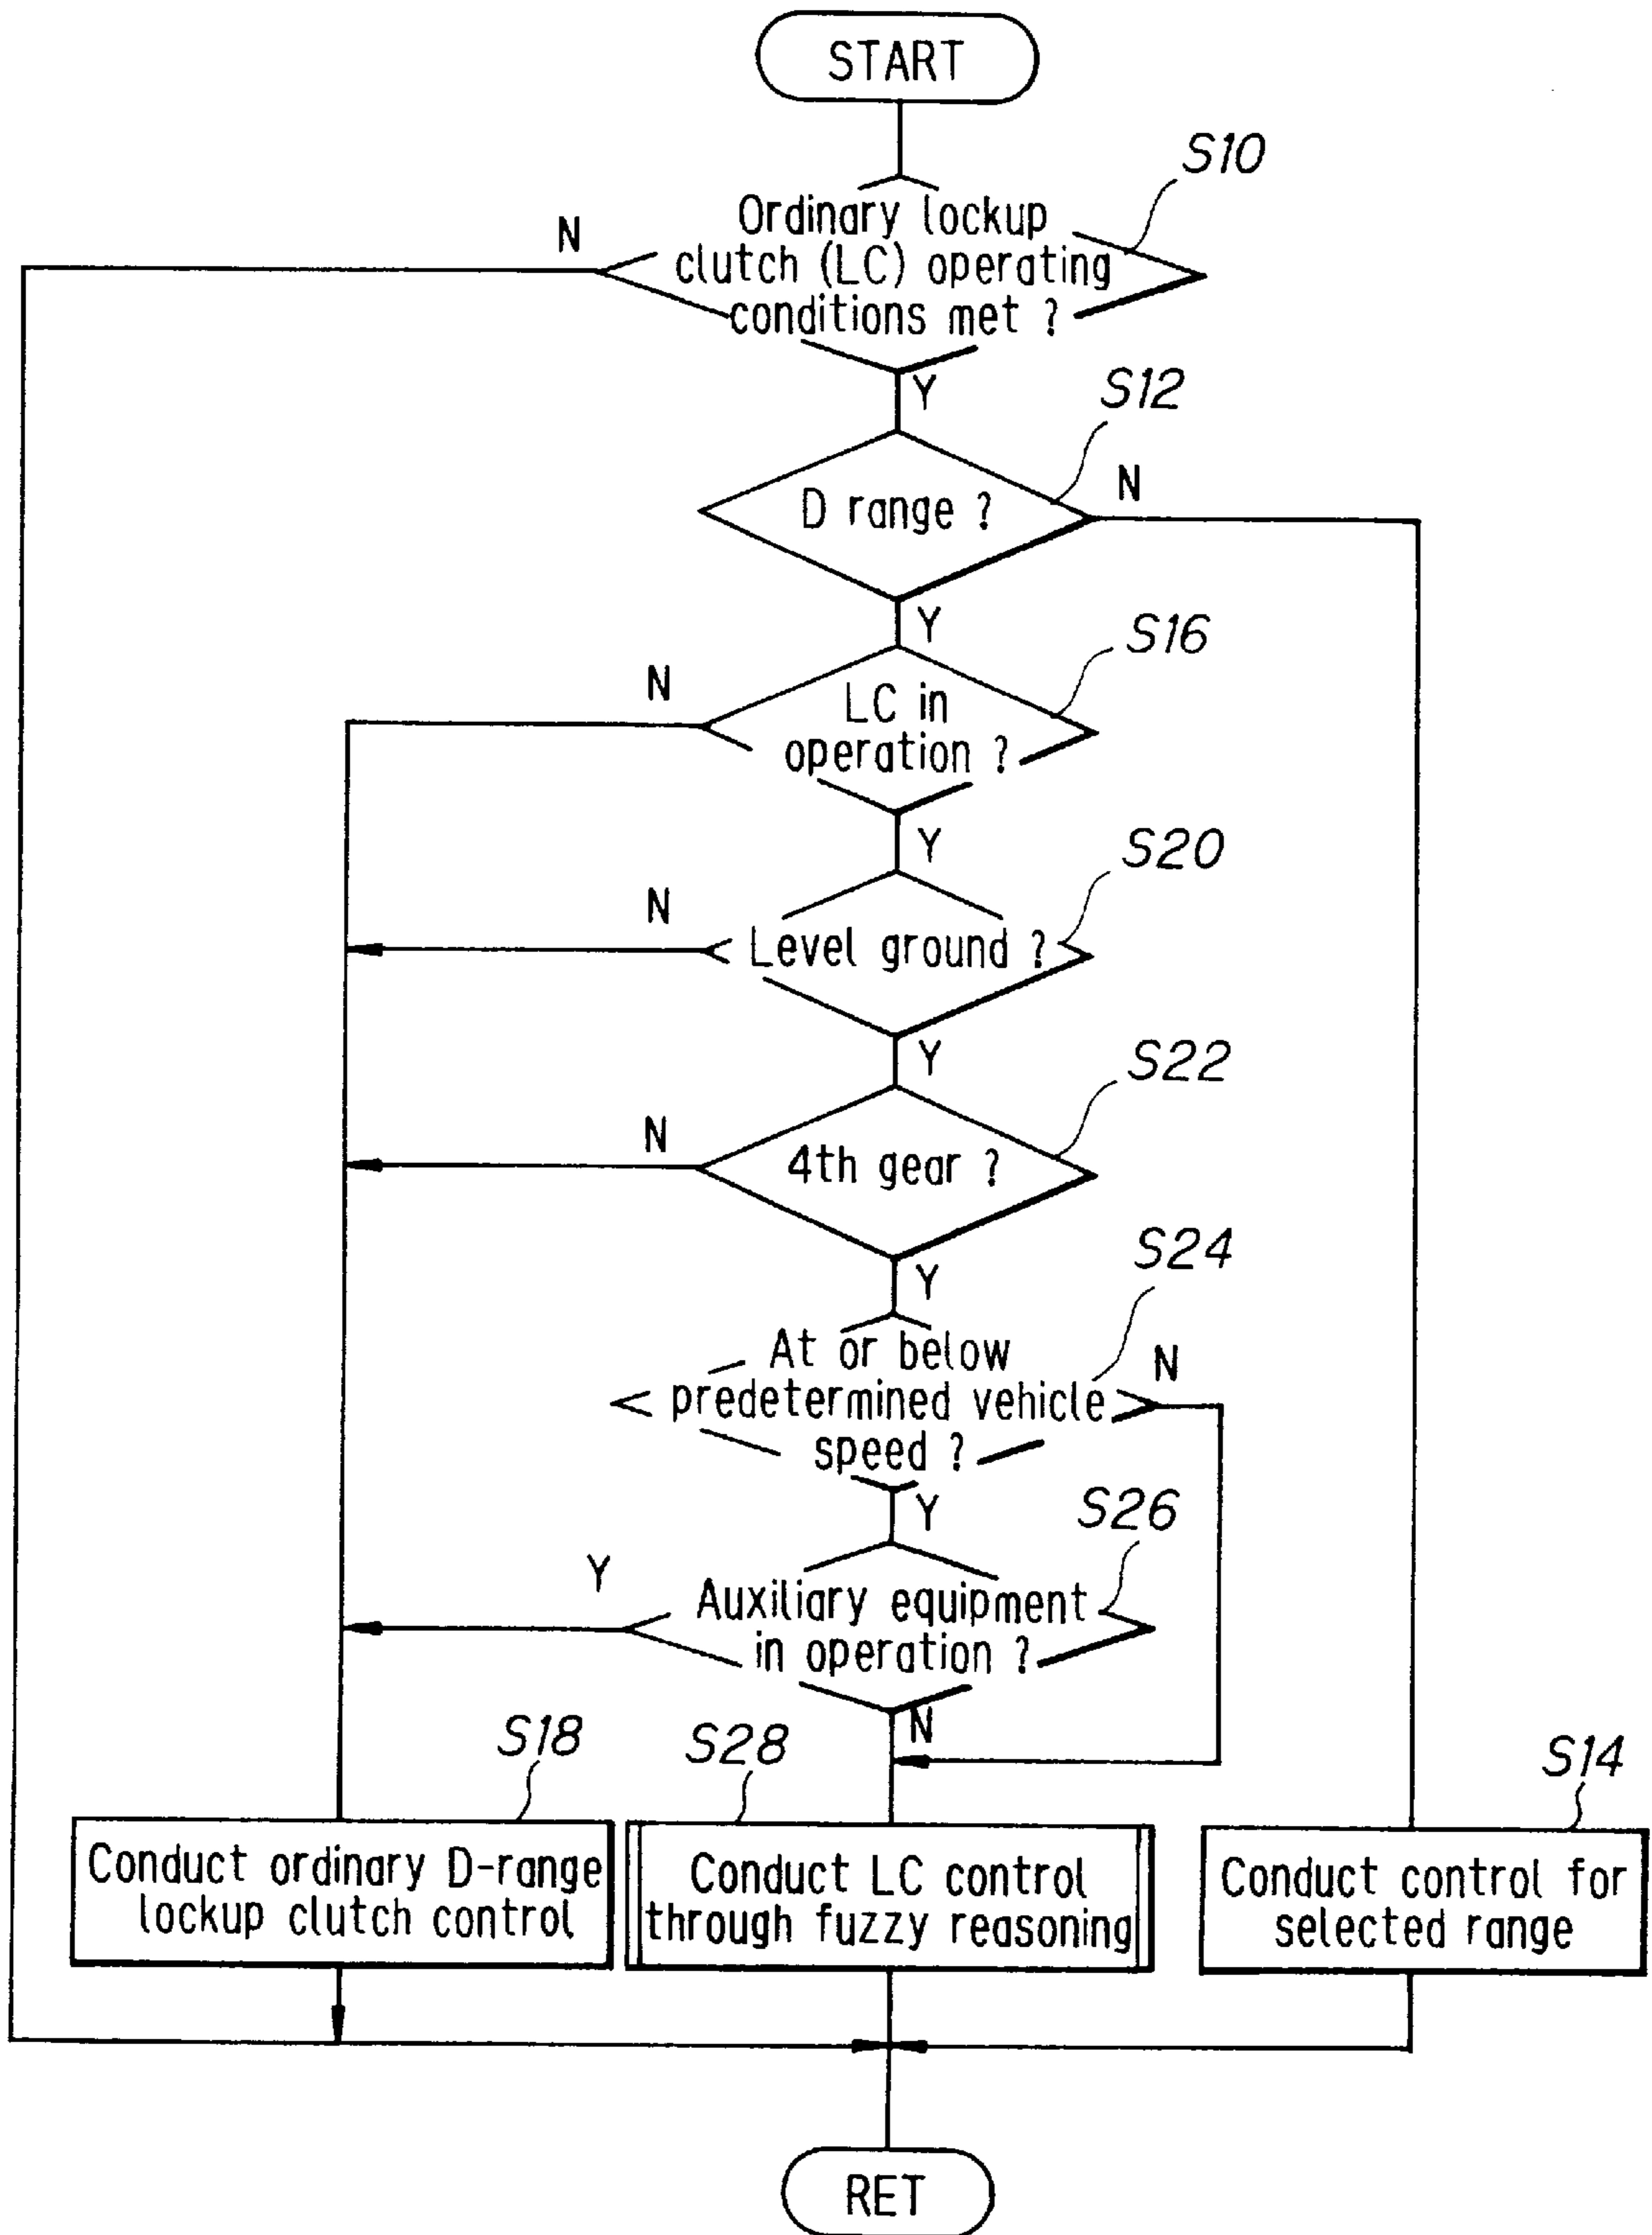 START
S10
N
Ordinary lockup
clutch (LC) operating
conditions met ?
Y
S12
D range ?
N
Y
S16
N
LC in
operation ?
Y
S20
N
Level ground ?
Y
S22
N
4th gear ?
Y
S24
At or below
predetermined vehicle
speed ?
N
Y
S26
Y
Auxiliary equipment
in operation ?
N
S18
S28
S14
Conduct ordinary D-range
lockup clutch control
Conduct LC control
through fuzzy reasoning
Conduct control for
selected range
RET